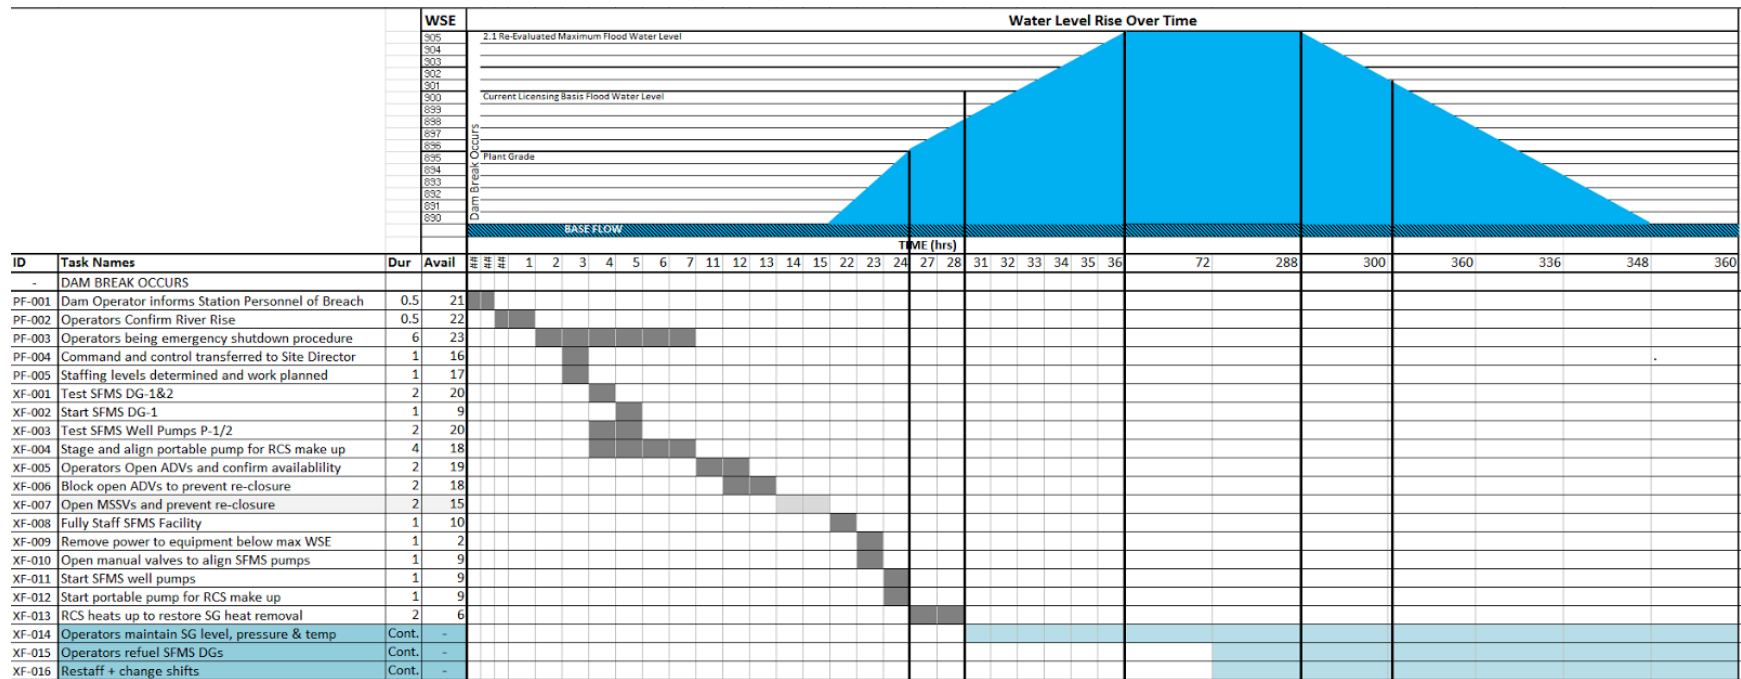 WSE Water Level Rise Over Time
905 2.1 Re-Evaluated Maximum Flood Water Level
904
903
902
901
900 Current Licensing Basis Flood Water Level
899
898
897
896
895 Plant Grade
894
893
892
891
890
Dam Break Occurs
BASE FLOW
TIME (hrs)
ID Task Names Dur Avail ## ## ## 1 2 3 4 5 6 7 11 12 13 14 15 22 23 24 27 28 31 32 33 34 35 36 72 288 300 360 336 348 360
- DAM BREAK OCCURS
PF-001 Dam Operator informs Station Personnel of Breach 0.5 21
PF-002 Operators Confirm River Rise 0.5 22
PF-003 Operators being emergency shutdown procedure 6 23
PF-004 Command and control transferred to Site Director 1 16
PF-005 Staffing levels determined and work planned 1 17
XF-001 Test SFMS DG-1&2 2 20
XF-002 Start SFMS DG-1 1 9
XF-003 Test SFMS Well Pumps P-1/2 2 20
XF-004 Stage and align portable pump for RCS make up 4 18
XF-005 Operators Open ADVs and confirm availablility 2 19
XF-006 Block open ADVs to prevent re-closure 2 18
XF-007 Open MSSVs and prevent re-closure 2 15
XF-008 Fully Staff SFMS Facility 1 10
XF-009 Remove power to equipment below max WSE 1 2
XF-010 Open manual valves to align SFMS pumps 1 9
XF-011 Start SFMS well pumps 1 9
XF-012 Start portable pump for RCS make up 1 9
XF-013 RCS heats up to restore SG heat removal 2 6
XF-014 Operators maintain SG level, pressure & temp Cont. -
XF-015 Operators refuel SFMS DGs Cont. -
XF-016 Restaff + change shifts Cont. -